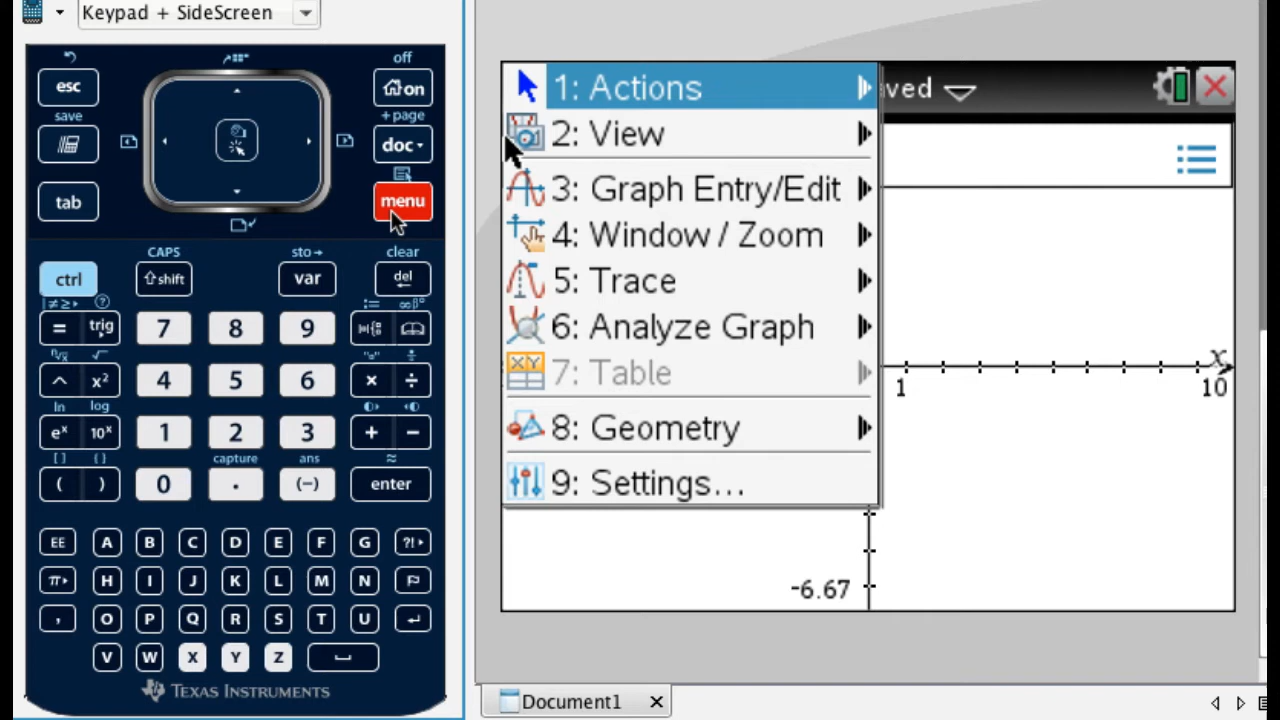 Keypad + SideScreen
off
esc
on
save
+ page
doc
tab
menu
CAPS
sto→
clear
ctrl
shift
var
del
= trig 7 8 9
^ x² 4 5 6 × ÷
ln log
eˣ 10ˣ 1 2 3 + −
[ ] { } capture ans ≈
( ) 0 . (−) enter
EE A B C D E F G ?!▸
π▸ H I J K L M N
, O P Q R S T U
V W X Y Z
TEXAS INSTRUMENTS
1: Actions
2: View
3: Graph Entry/Edit
4: Window / Zoom
5: Trace
6: Analyze Graph
7: Table
8: Geometry
9: Settings...
ved
x
1
10
-6.67
Document1